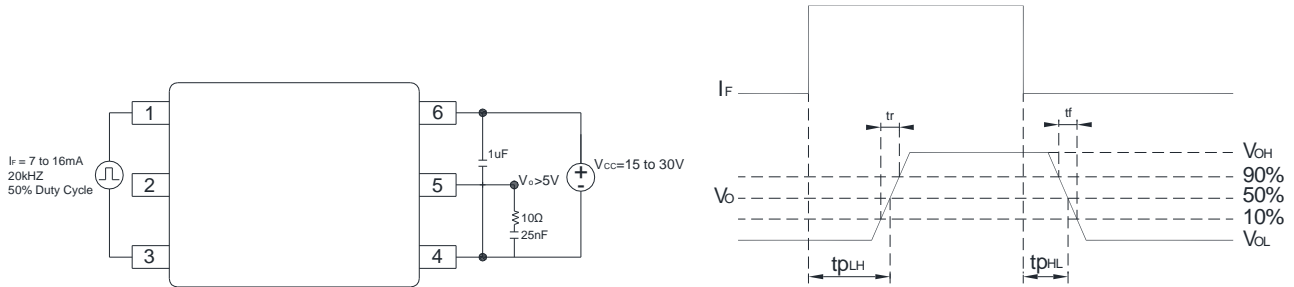 IF = 7 to 16mA
20kHZ
50% Duty Cycle
1
2
3
6
5
4
1uF
Vo>5V
10Ω
25nF
+
-
VCC=15 to 30V
IF
tr
tf
VOH
90%
VO
50%
10%
VOL
tpLH
tpHL